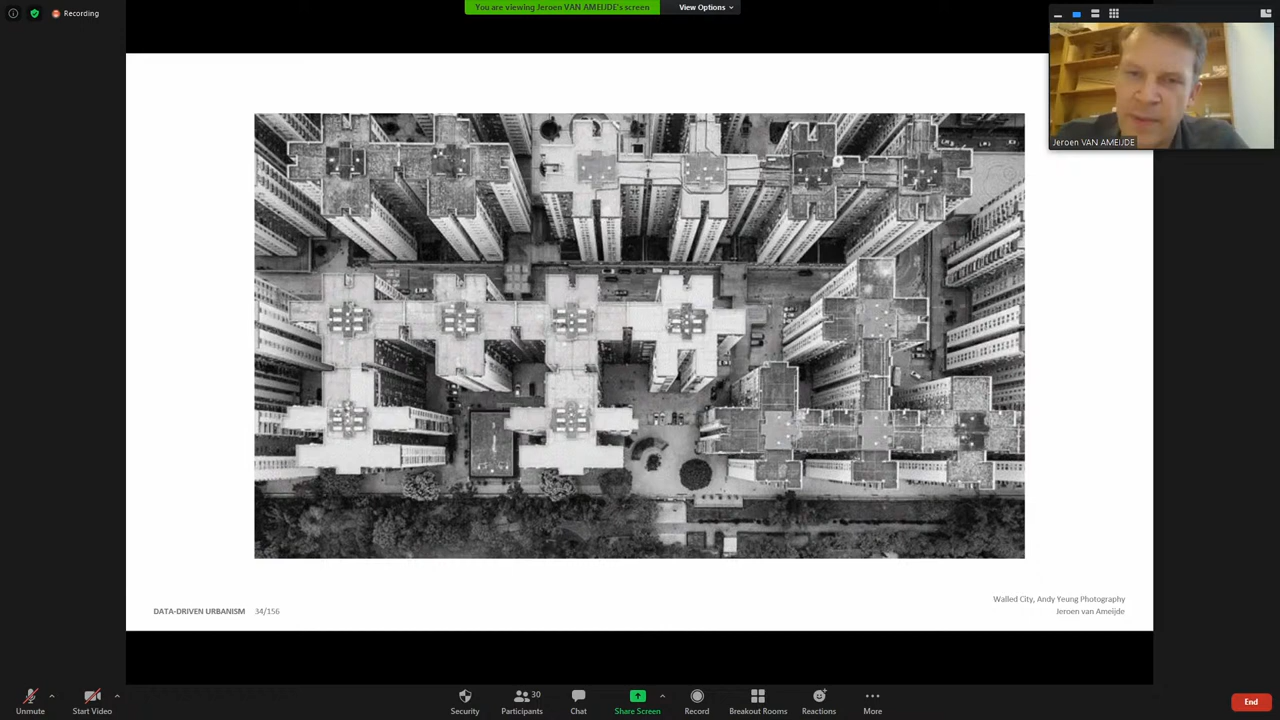 Recording
You are viewing Jeroen VAN AMEIJDE's screen
View Options
Jeroen VAN AMEIJDE
Walled City, Andy Yeung Photography
DATA-DRIVEN URBANISM 34/156
Jeroen van Ameijde
Unmute
Start Video
Security
Participants 30
Chat
Share Screen
Record
Breakout Rooms
Reactions
More
End